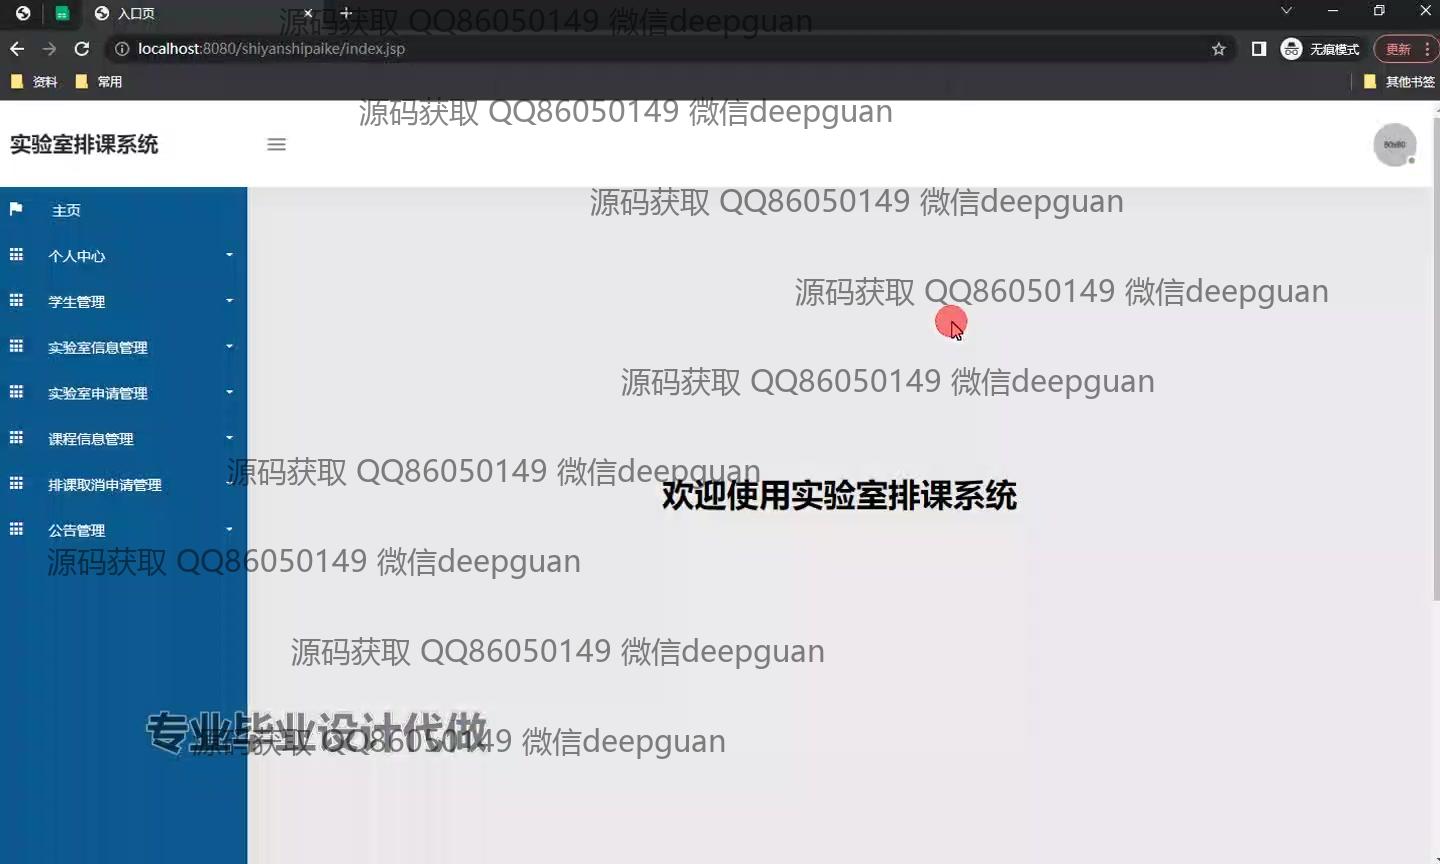 入口页
源码获取 QQ86050149 微信deepguan
localhost:8080/shiyanshipaike/index.jsp
无痕模式
更新
资料
常用
其他书签
源码获取 QQ86050149 微信deepguan
实验室排课系统
源码获取 QQ86050149 微信deepguan
主页
个人中心
源码获取 QQ86050149 微信deepguan
学生管理
实验室信息管理
源码获取 QQ86050149 微信deepguan
实验室申请管理
课程信息管理
源码获取 QQ86050149 微信deepguan
排课取消申请管理
欢迎使用实验室排课系统
公告管理
源码获取 QQ86050149 微信deepguan
源码获取 QQ86050149 微信deepguan
专业毕业设计代做
源码获取 QQ86050149 微信deepguan